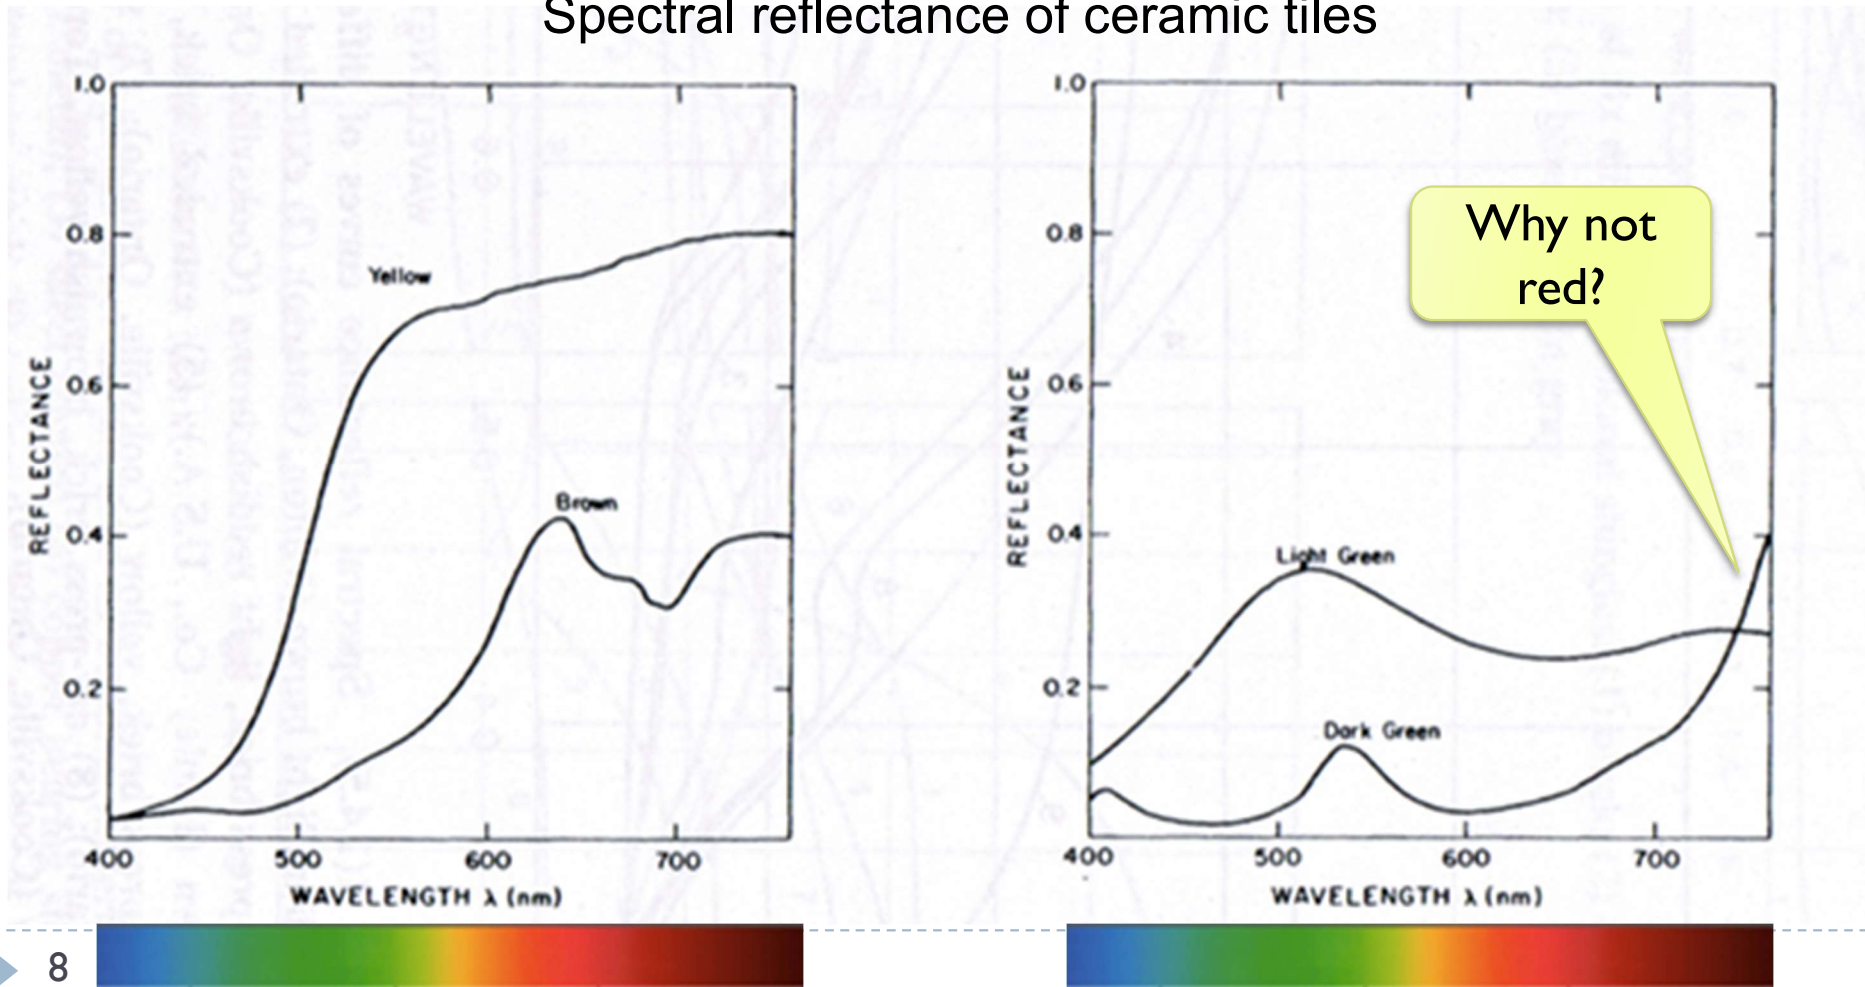 Spectral reflectance of ceramic tiles
1.0
0.8
0.6
0.4
0.2
REFLECTANCE
Yellow
Brown
400 500 600 700
WAVELENGTH λ (nm)
1.0
0.8
0.6
0.4
0.2
REFLECTANCE
Why not
red?
Light Green
Dark Green
400 500 600 700
WAVELENGTH λ (nm)
8